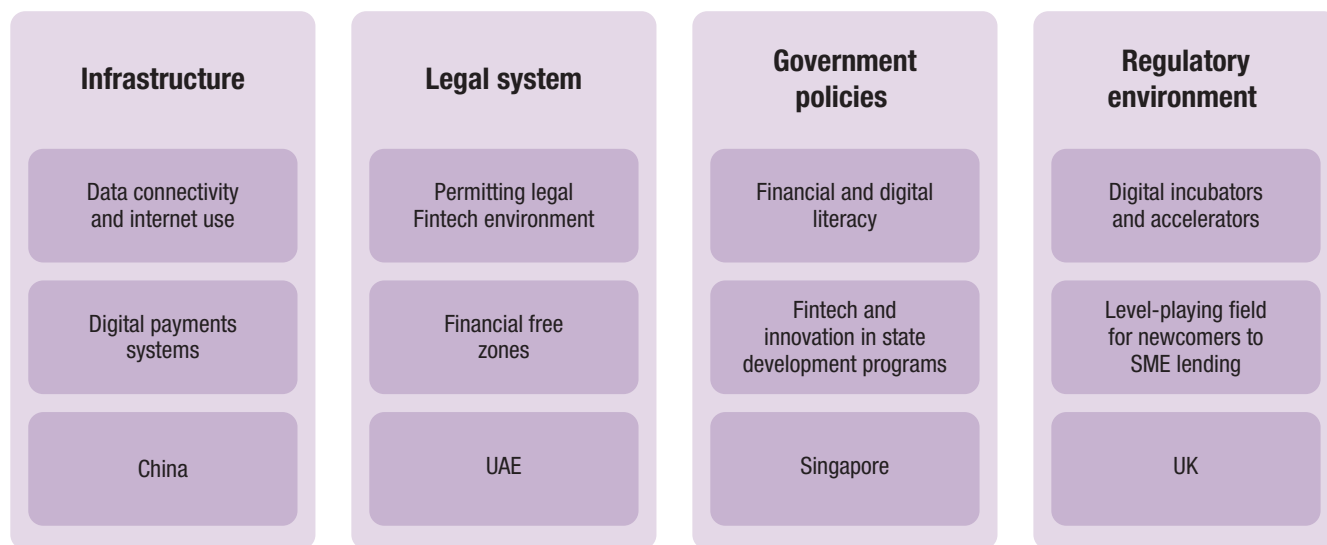 Infrastructure
Data connectivity
and internet use
Digital payments
systems
China
Legal system
Permitting legal
Fintech environment
Financial free
zones
UAE
Government
policies
Financial and digital
literacy
Fintech and
innovation in state
development programs
Singapore
Regulatory
environment
Digital incubators
and accelerators
Level-playing field
for newcomers to
SME lending
UK